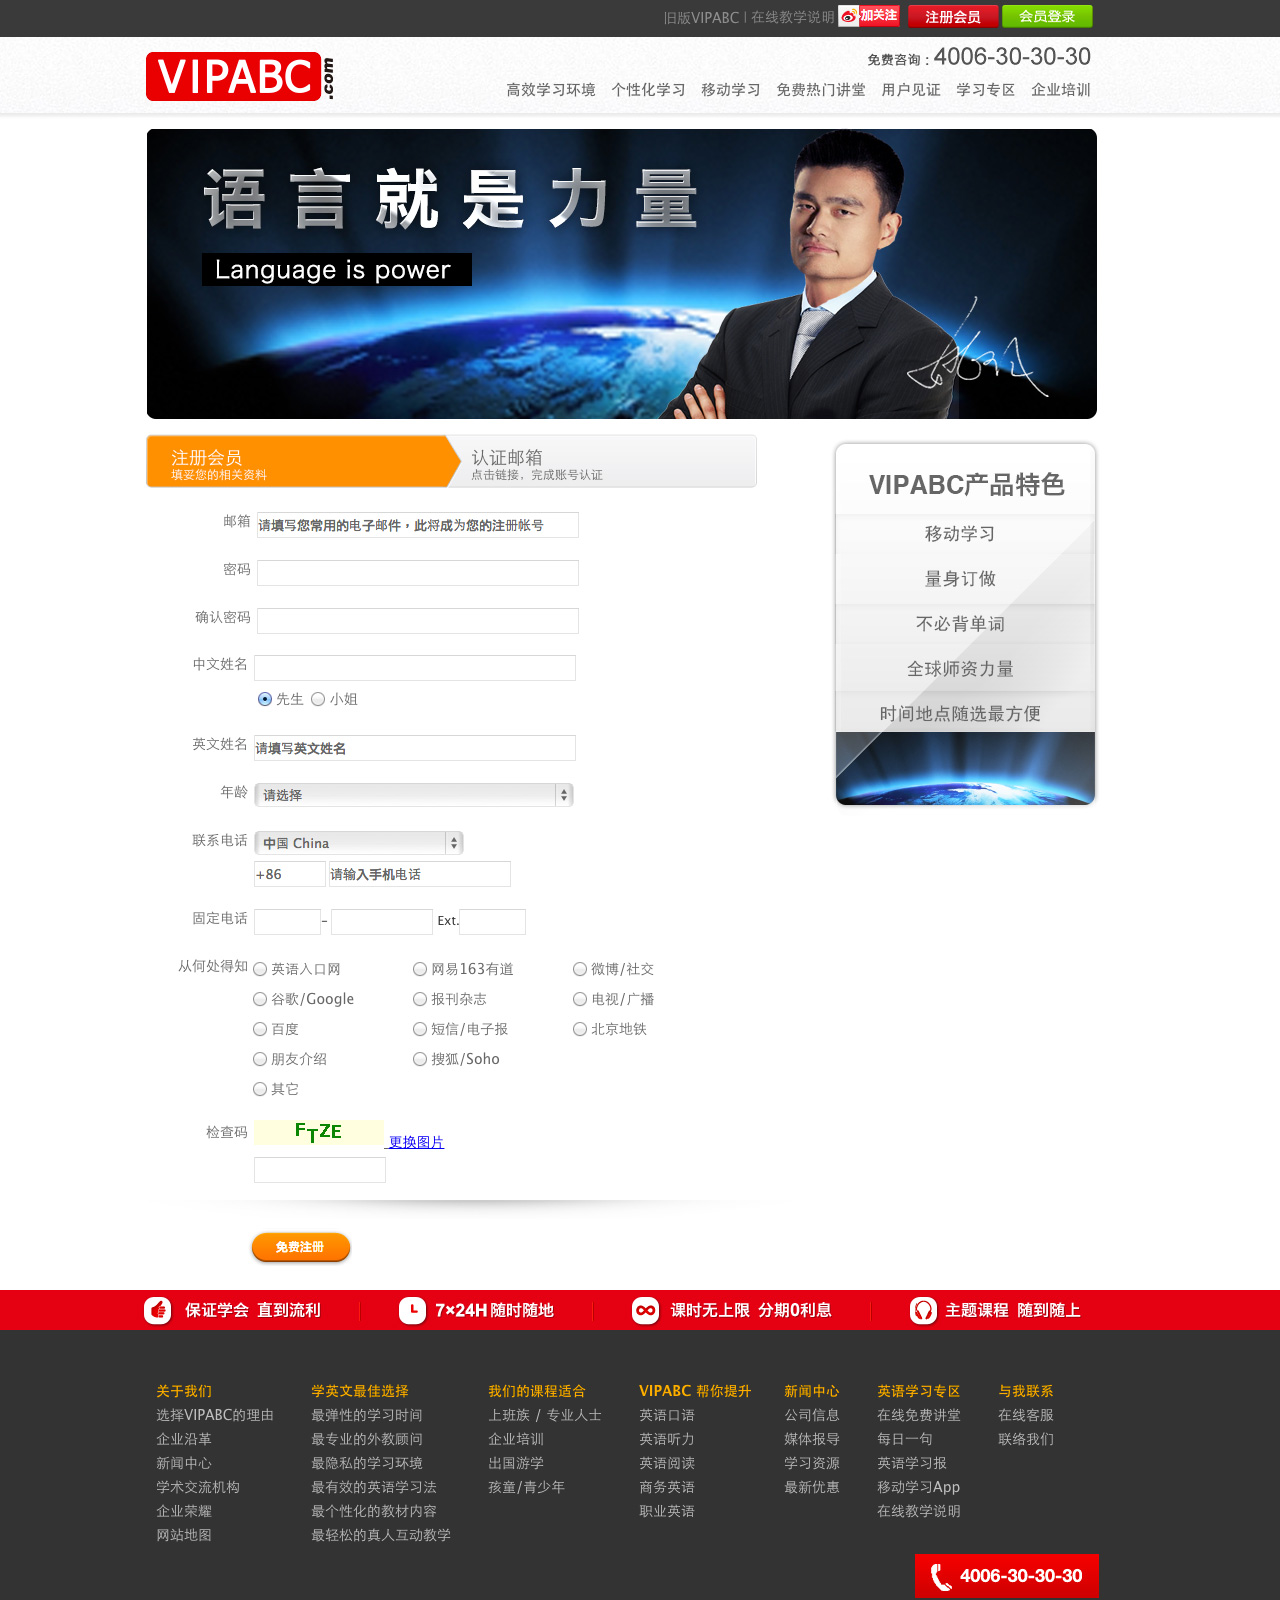 旧版VIPABC | 在线教学说明 +加关注 注册会员 会员登录
VIPABC.com
免费咨询：4006-30-30-30
高效学习环境 个性化学习 移动学习 免费热门讲堂 用户见证 学习专区 企业培训
语言就是力量
Language is power
注册会员
填妥您的相关资料
认证邮箱
点击链接，完成账号认证
邮箱 请填写您常用的电子邮件，此将成为您的注册帐号
密码
确认密码
中文姓名
先生 小姐
英文姓名 请填写英文姓名
年龄 请选择
联系电话 中国 China
+86 请输入手机电话
固定电话 - Ext.
从何处得知 英语入口网 网易163有道 微博/社交
谷歌/Google 报刊杂志 电视/广播
百度 短信/电子报 北京地铁
朋友介绍 搜狐/Soho
其它
检查码 FTZE 更换图片
免费注册
VIPABC产品特色
移动学习
量身订做
不必背单词
全球师资力量
时间地点随选最方便
保证学会 直到流利 7×24H 随时随地 课时无上限 分期0利息 主题课程 随到随上
关于我们 学英文最佳选择 我们的课程适合 VIPABC 帮你提升 新闻中心 英语学习专区 与我联系
选择VIPABC的理由 最弹性的学习时间 上班族 / 专业人士 英语口语 公司信息 在线免费讲堂 在线客服
企业沿革 最专业的外教顾问 企业培训 英语听力 媒体报导 每日一句 联络我们
新闻中心 最隐私的学习环境 出国游学 英语阅读 学习资源 英语学习报
学术交流机构 最有效的英语学习法 孩童/青少年 商务英语 最新优惠 移动学习App
企业荣耀 最个性化的教材内容 职业英语 在线教学说明
网站地图 最轻松的真人互动教学
4006-30-30-30